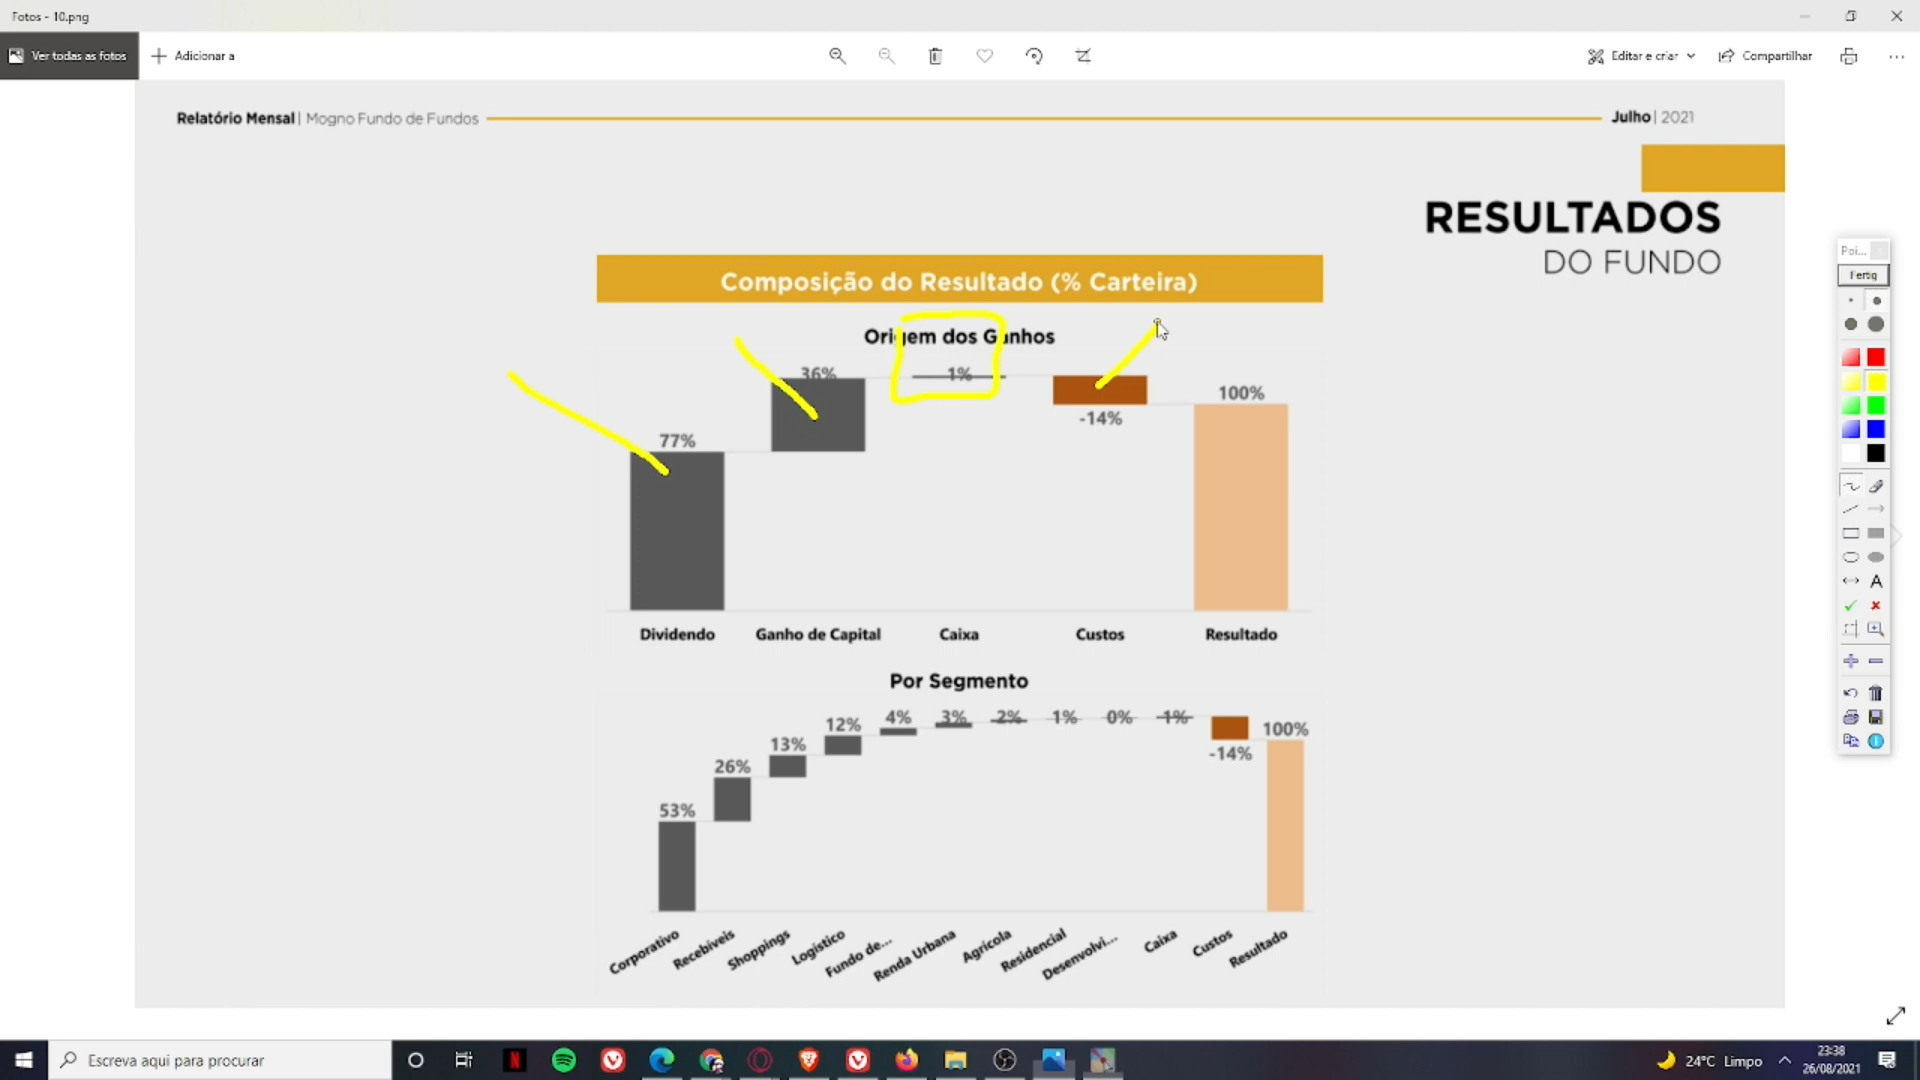 Fotos - 10.png
Ver todas as fotos
Adicionar a
Editar e criar
Compartilhar
Relatório Mensal | Mogno Fundo de Fundos
Julho | 2021
RESULTADOS
DO FUNDO
Poi...
Fertig
Composição do Resultado (% Carteira)
Origem dos Ganhos
77%
36%
1%
-14%
100%
Dividendo
Ganho de Capital
Caixa
Custos
Resultado
Por Segmento
53%
26%
13%
12%
4%
3%
2%
1%
0%
1%
-14%
100%
Corporativo
Recebíveis
Shoppings
Logístico
Fundo de...
Renda Urbana
Agrícola
Residencial
Desenvolvi...
Caixa
Custos
Resultado
A
Escreva aqui para procurar
24°C Limpo
23:38
26/08/2021